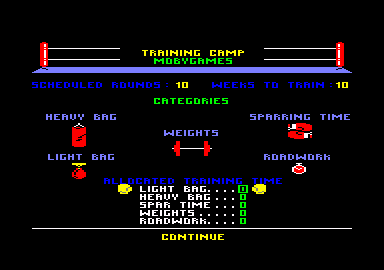 TRAINING CAMP
MOBYGAMES
SCHEDULED ROUNDS: 10 WEEKS TO TRAIN: 10
CATEGORIES
HEAVY BAG SPARRING TIME
WEIGHTS
LIGHT BAG ROADWORK
ALLOCATED TRAINING TIME
LIGHT BAG....0
HEAVY BAG....0
SPAR TIME....0
WEIGHTS......0
ROADWORK.....0
CONTINUE